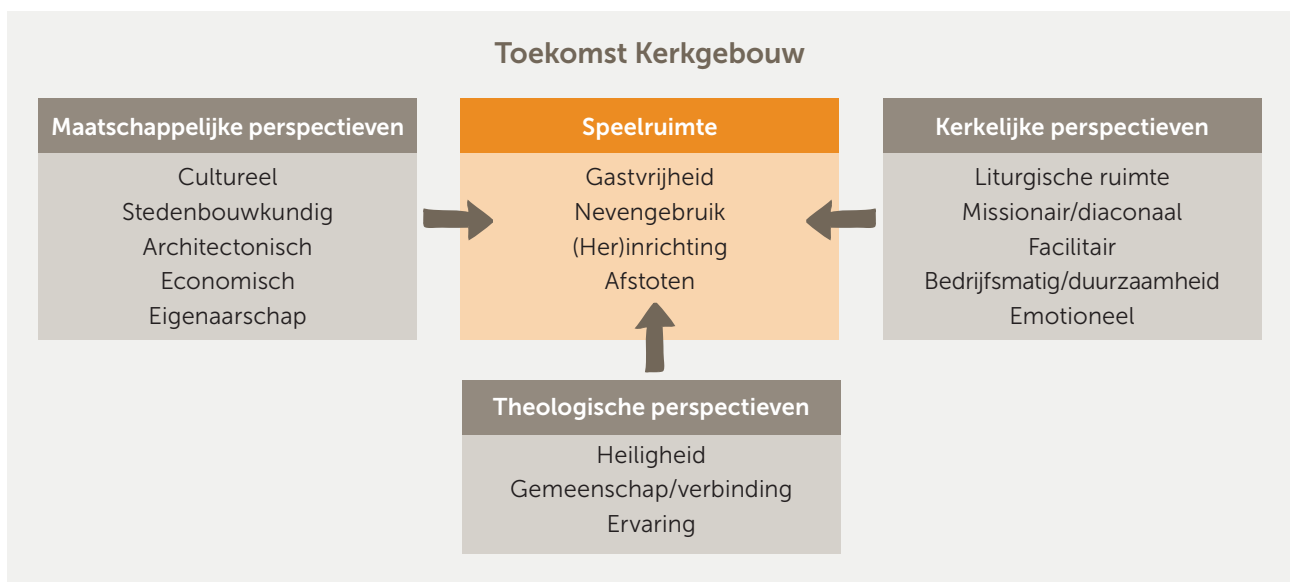 Toekomst Kerkgebouw
Maatschappelijke perspectieven
Cultureel
Stedenbouwkundig
Architectonisch
Economisch
Eigenaarschap
Speelruimte
Gastvrijheid
Nevengebruik
(Her)inrichting
Afstoten
Kerkelijke perspectieven
Liturgische ruimte
Missionair/diaconaal
Facilitair
Bedrijfsmatig/duurzaamheid
Emotioneel
Theologische perspectieven
Heiligheid
Gemeenschap/verbinding
Ervaring